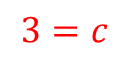 3 = c